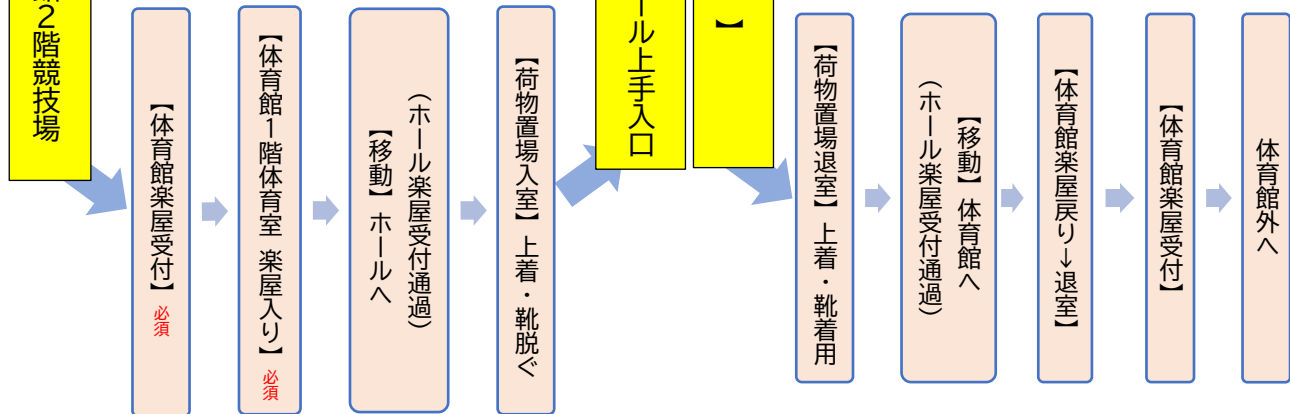 2階競技場
【体育館楽屋受付】 必須
【体育館1階体育室 楽屋入り】 必須
（ホール楽屋受付通過）
【移動】ホールへ
【荷物置場入室】上着・靴脱ぐ
ール上手入口
】
【荷物置場退室】上着・靴着用
【移動】体育館へ
（ホール楽屋受付通過）
【体育館楽屋戻り→退室】
【体育館楽屋受付】
体育館外へ